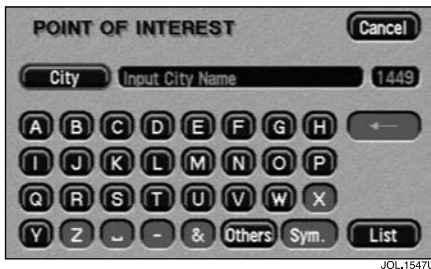 POINT OF INTEREST Cancel
City Input City Name 1449
A B C D E F G H ←
I J K L M N O P
Q R S T U V W X
Y Z ⎵ - & Others Sym. List
JOL.1547U